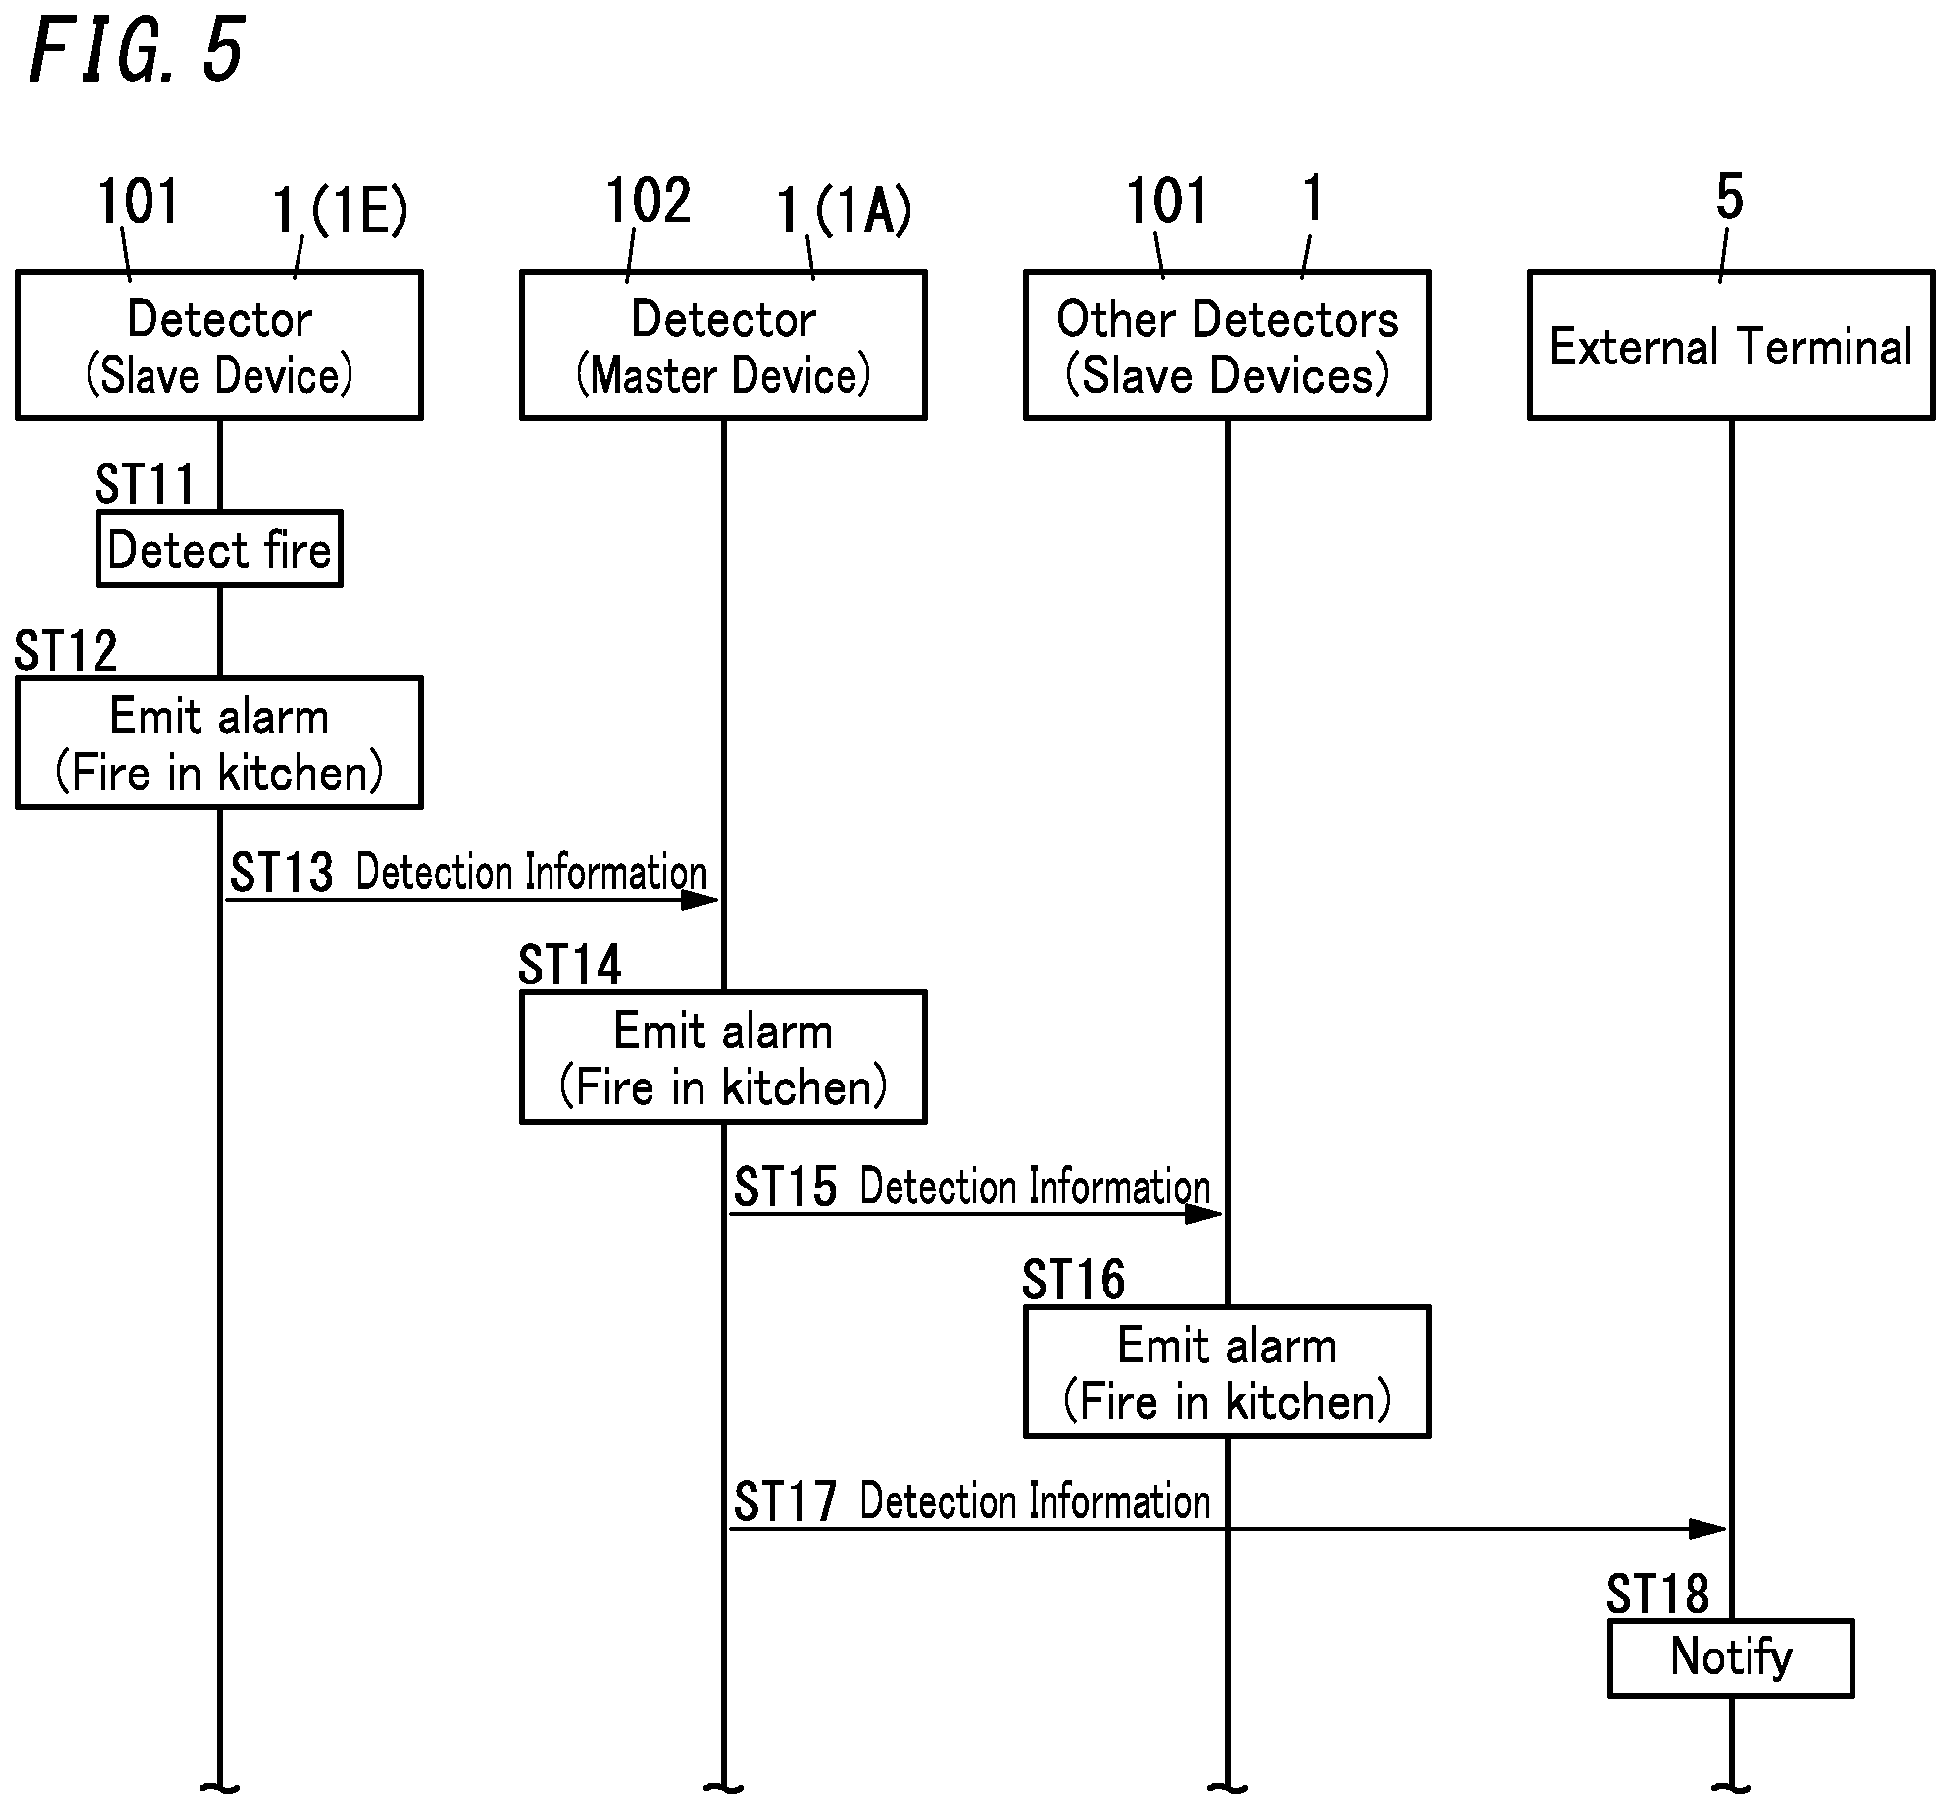 FIG. 5
101 1(1E) 102 1(1A) 101 1 5
Detector
(Slave Device)
Detector
(Master Device)
Other Detectors
(Slave Devices)
External Terminal
ST11
Detect fire
ST12
Emit alarm
(Fire in kitchen)
ST13 Detection Information
ST14
Emit alarm
(Fire in kitchen)
ST15 Detection Information
ST16
Emit alarm
(Fire in kitchen)
ST17 Detection Information
ST18
Notify